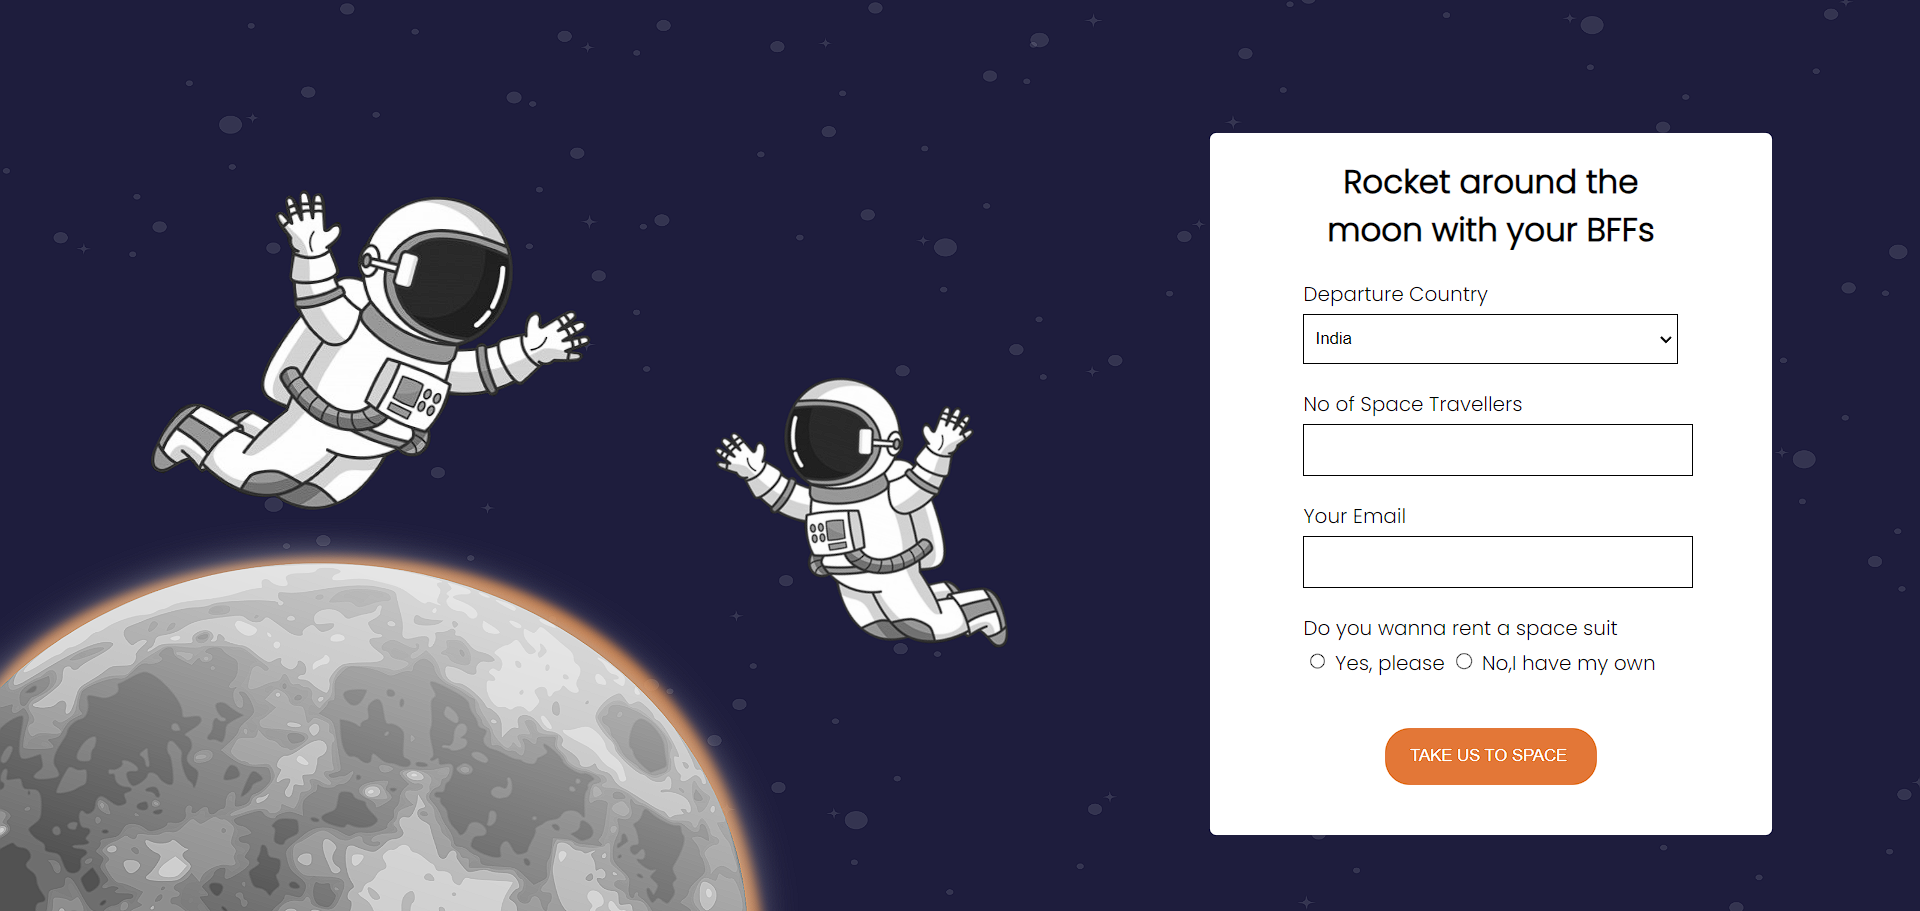 Rocket around the
moon with your BFFs
Departure Country
India
No of Space Travellers
Your Email
Do you wanna rent a space suit
Yes, please No,I have my own
TAKE US TO SPACE